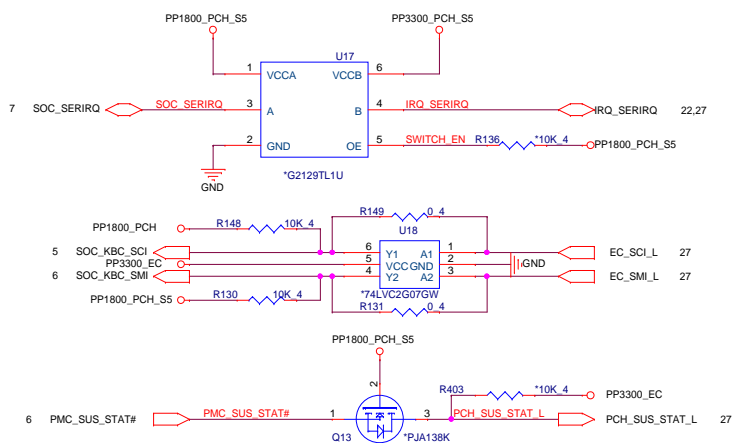 PP1800_PCH_S5 PP3300_PCH_S5
U17
1 VCCA VCCB 6
7 SOC_SERIRQ SOC_SERIRQ 3 A B 4 IRQ_SERIRQ IRQ_SERIRQ 22,27
2 GND OE 5 SWITCH_EN R136 *10K_4 PP1800_PCH_S5
GND *G2129TL1U
PP1800_PCH R148 10K_4 R149 0_4
U18
5 SOC_KBC_SCI 6 Y1 A1 1 EC_SCI_L 27
PP3300_EC 5 VCC GND 2 GND
6 SOC_KBC_SMI 4 Y2 A2 3 EC_SMI_L 27
PP1800_PCH_S5 R130 10K_4 *74LVC2G07GW
R131 0_4
PP1800_PCH_S5
2 R403 *10K_4 PP3300_EC
6 PMC_SUS_STAT# PMC_SUS_STAT# 1 3 PCH_SUS_STAT_L PCH_SUS_STAT_L 27
Q13 *PJA138K